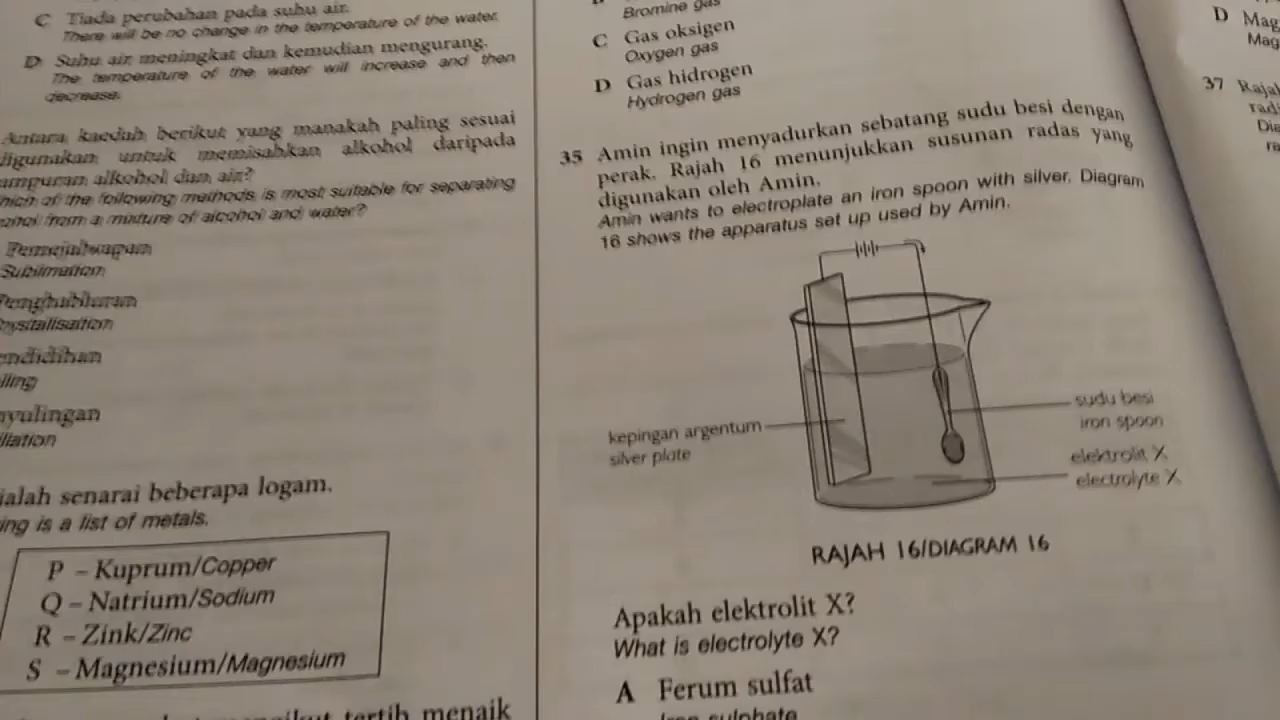 C Tiada perubahan pada suhu air.
There will be no change in the temperature of the water.
D Suhu air meningkat dan kemudian mengurang.
The temperature of the water will increase and then
decrease.
Antara kaedah berikut yang manakah paling sesuai
digunakan untuk memisahkan alkohol daripada
alkohol dan air?
of the following methods is most suitable for separating
from a mixture of alcohol and water?
Pemejalwapan
Sublimation
Penghabluran
ialah senarai beberapa logam.
ing is a list of metals.
P – Kuprum/Copper
Q – Natrium/Sodium
R – Zink/Zinc
S – Magnesium/Magnesium
tertib menaik
Bromine gas
C Gas oksigen
Oxygen gas
D Gas hidrogen
Hydrogen gas
35 Amin ingin menyadurkan sebatang sudu besi dengan
perak. Rajah 16 menunjukkan susunan radas yang
digunakan oleh Amin.
Amin wants to electroplate an iron spoon with silver. Diagram
16 shows the apparatus set up used by Amin.
kepingan argentum
silver plate
sudu besi
iron spoon
elektrolit X
electrolyte X
RAJAH 16/DIAGRAM 16
Apakah elektrolit X?
What is electrolyte X?
A Ferum sulfat
Iron sulphate
D Mag
Mag
37 Rajah
rad
Dia